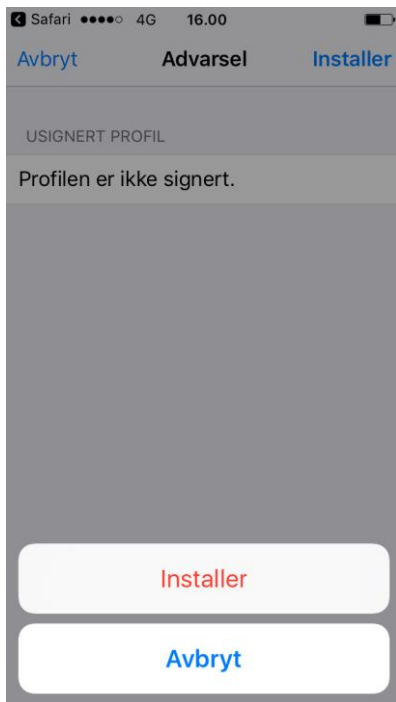 Safari 4G 16.00
Avbryt Advarsel Installer
USIGNERT PROFIL
Profilen er ikke signert.
Installer
Avbryt